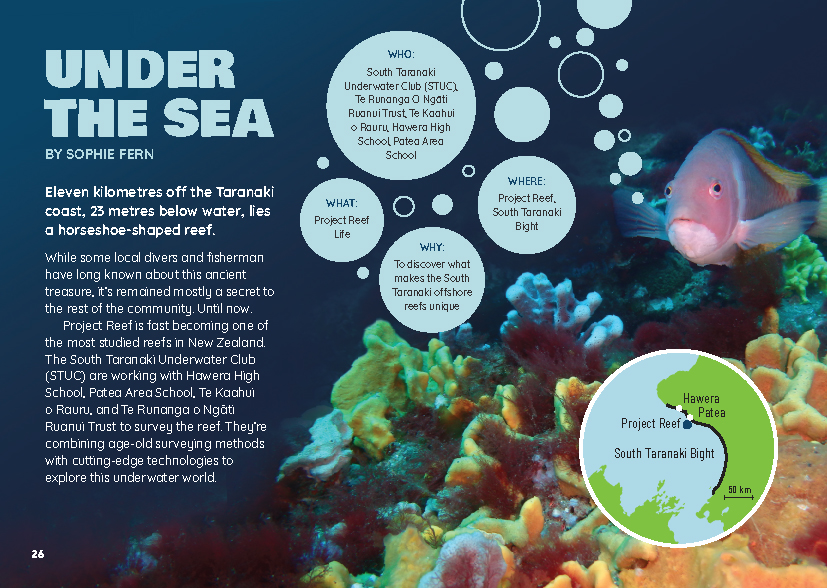 UNDER
THE SEA
BY SOPHIE FERN
Eleven kilometres off the Taranaki
coast, 23 metres below water, lies
a horseshoe-shaped reef.
While some local divers and fisherman
have long known about this ancient
treasure, it's remained mostly a secret to
the rest of the community. Until now.
Project Reef is fast becoming one of
the most studied reefs in New Zealand.
The South Taranaki Underwater Club
(STUC) are working with Hawera High
School, Patea Area School, Te Kaahui
o Rauru, and Te Runanga o Ngāti
Ruanui Trust to survey the reef. They're
combining age-old surveying methods
with cutting-edge technologies to
explore this underwater world.
WHO:
South Taranaki
Underwater Club (STUC),
Te Runanga O Ngāti
Ruanui Trust, Te Kaahui
o Rauru, Hawera High
School, Patea Area
School
WHAT:
Project Reef
Life
WHERE:
Project Reef,
South Taranaki
Bight
WHY:
To discover what
makes the South
Taranaki offshore
reefs unique
Hawera
Patea
Project Reef
South Taranaki Bight
50 km
26